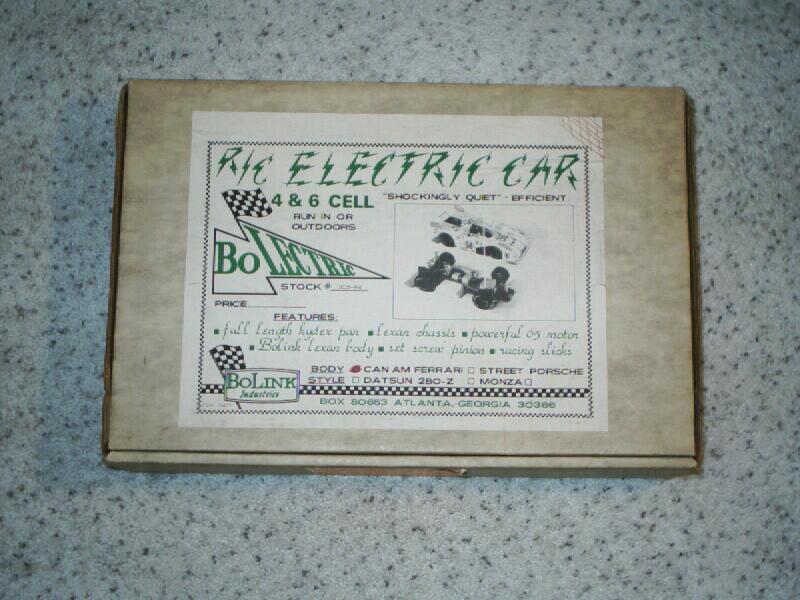 R/C ELECTRIC CAR
4 & 6 CELL "SHOCKINGLY QUIET" - EFFICIENT
RUN IN OR
OUTDOORS
BOLECTRIC
STOCK #
PRICE
FEATURES:
▪ full length kydex pan ▪ lexan chassis ▪ powerful 05 motor
▪ Bolink lexan body ▪ set screw pinion ▪ racing slicks
BODY CAN AM FERRARI □ STREET PORSCHE
STYLE □ DATSUN 280-Z □ MONZA □
BOLINK
Industries
BOX 80653 ATLANTA, GEORGIA 30366